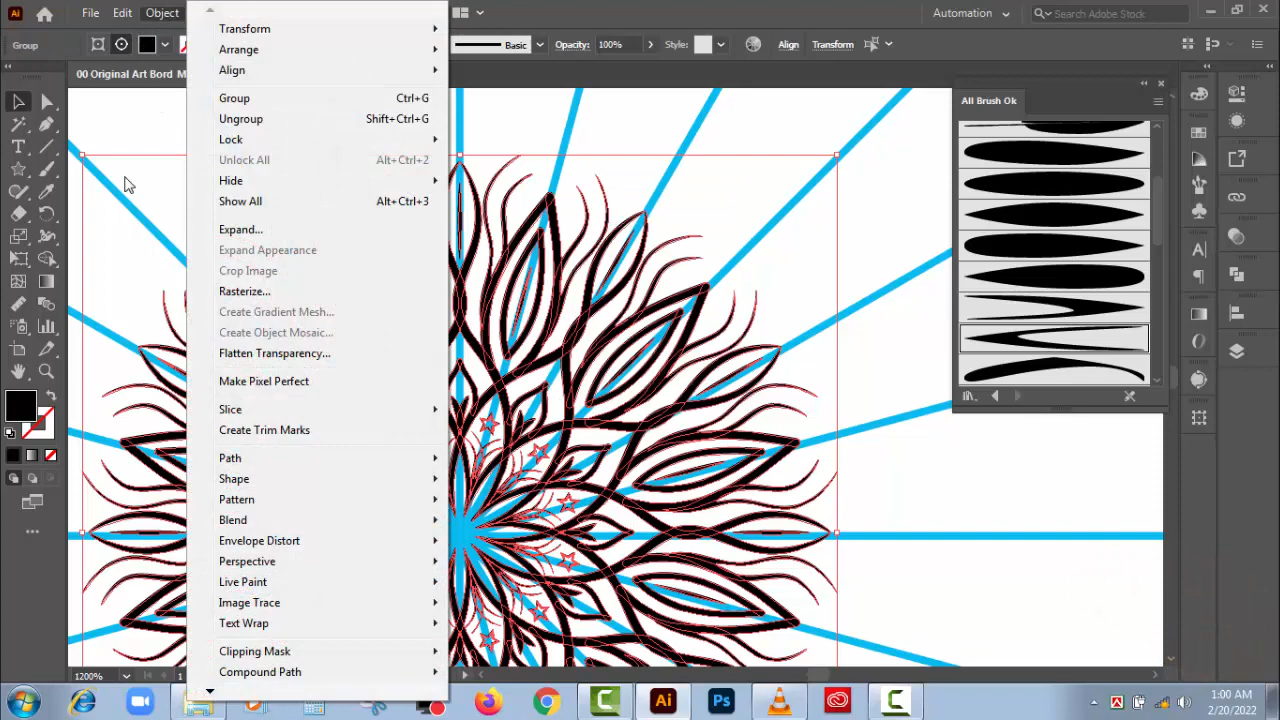 Ai
File
Edit
Object
Automation
Search Adobe Stock
Group
Basic
Opacity:
100%
Style:
Align
Transform
00 Original Art Bord M
Transform
Arrange
Align
Group Ctrl+G
Ungroup Shift+Ctrl+G
Lock
Unlock All Alt+Ctrl+2
Hide
Show All Alt+Ctrl+3
Expand...
Expand Appearance
Crop Image
Rasterize...
Create Gradient Mesh...
Create Object Mosaic...
Flatten Transparency...
Make Pixel Perfect
Slice
Create Trim Marks
Path
Shape
Pattern
Blend
Envelope Distort
Perspective
Live Paint
Image Trace
Text Wrap
Clipping Mask
Compound Path
All Brush Ok
1200%
1
Ai
Ps
1:00 AM
2/20/2022